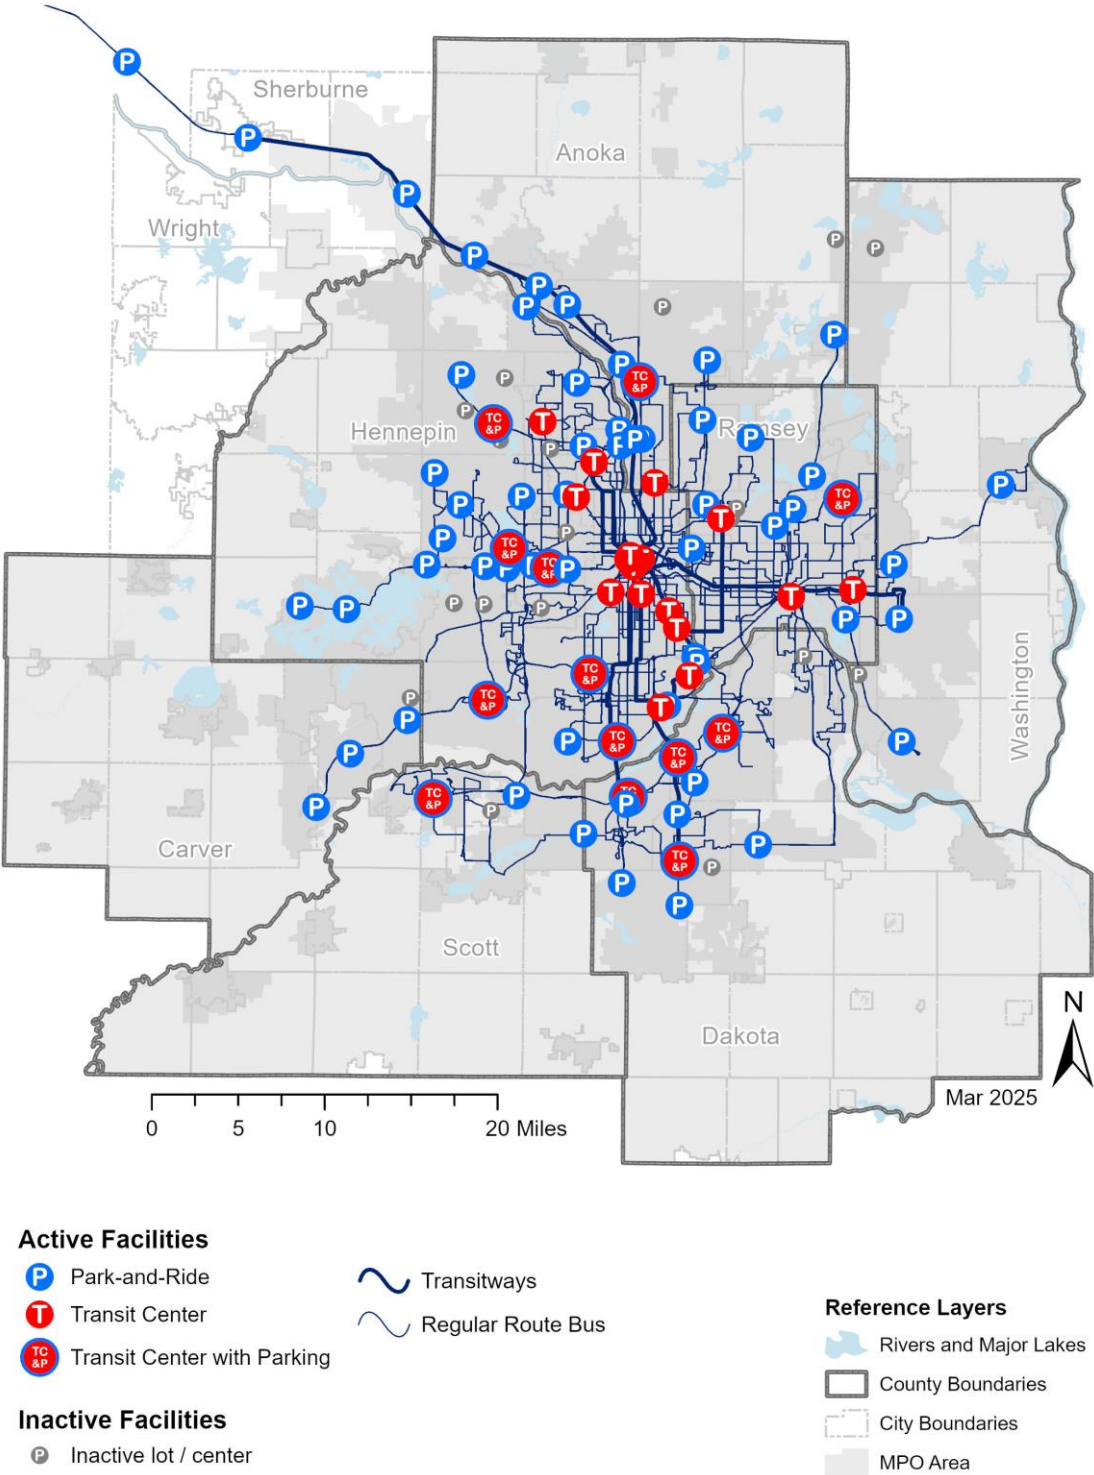 Sherburne
Anoka
Wright
Hennepin
Ramsey
Washington
Carver
Scott
Dakota
N
Mar 2025
0 5 10 20 Miles
Active Facilities
P Park-and-Ride
T Transit Center
TC &P Transit Center with Parking
Transitways
Regular Route Bus
Inactive Facilities
P Inactive lot / center
Reference Layers
Rivers and Major Lakes
County Boundaries
City Boundaries
MPO Area